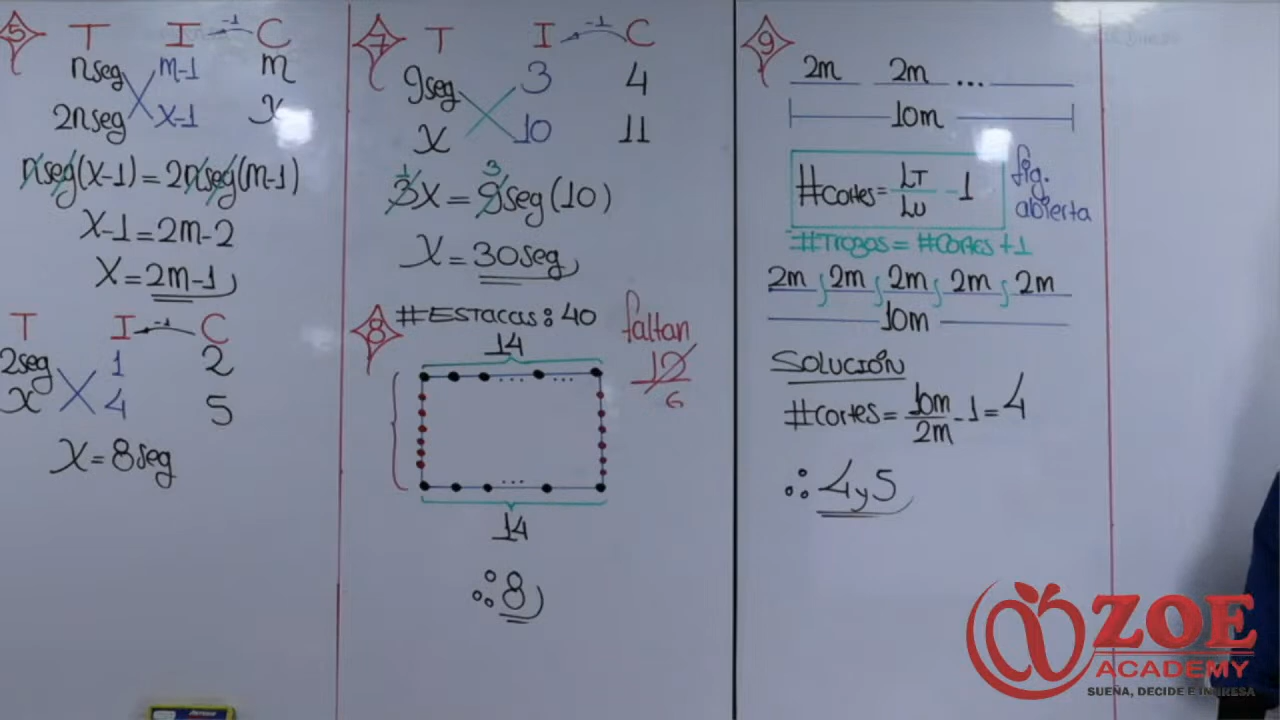 5 T I -1 C
nseg m-1 m
2nseg x-1 x
nseg(x-1) = 2nseg(m-1)
x-1 = 2m-2
x = 2m-1
T I -1 C
2seg 1 2
x 4 5
x = 8seg
7 T I -1 C
9seg 3 4
x 10 11
1 3
3x = 9seg(10)
x = 30seg
8 #ESTACAS: 40
faltan
12
6
14
...
...
...
14
∴ 8
9
2m 2m ...
10m
#Cortes = LT/LU - 1
fig.
abierta
#Trozos = #Cortes + 1
2m 2m 2m 2m 2m
10m
SOLUCIÓN
#cortes = 10m/2m - 1 = 4
∴ 4 y 5
ZOE
ACADEMY
SUEÑA, DECIDE E INGRESA